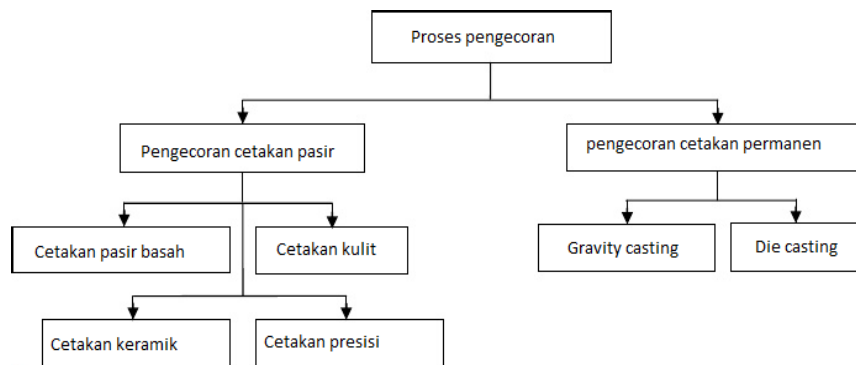 Proses pengecoran
Pengecoran cetakan pasir
pengecoran cetakan permanen
Cetakan pasir basah
Cetakan kulit
Gravity casting
Die casting
Cetakan keramik
Cetakan presisi